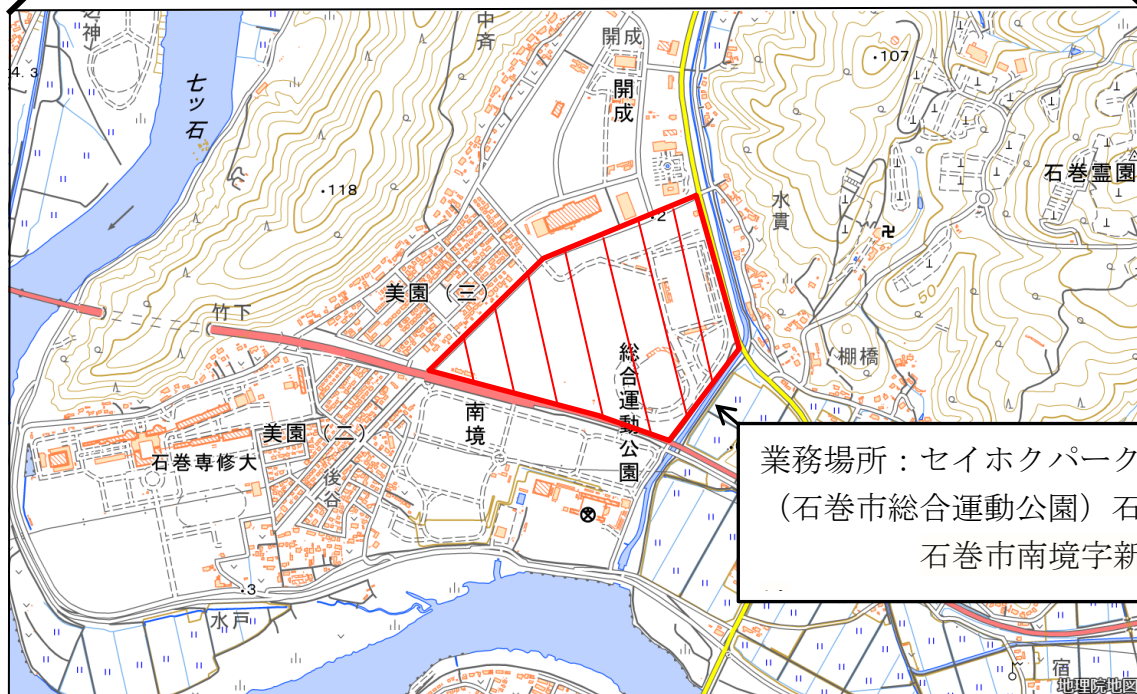 中斎
開成
開成
・107
4.3
七ツ石
・118
石巻霊園
水貫
・2
美園（三）
竹下
総合運動公園
棚橋
50
南境
美園（二）
石巻専修大
後谷
・3
水戸
業務場所：セイホクパーク
（石巻市総合運動公園）石
石巻市南境字新
宿
地理院地図